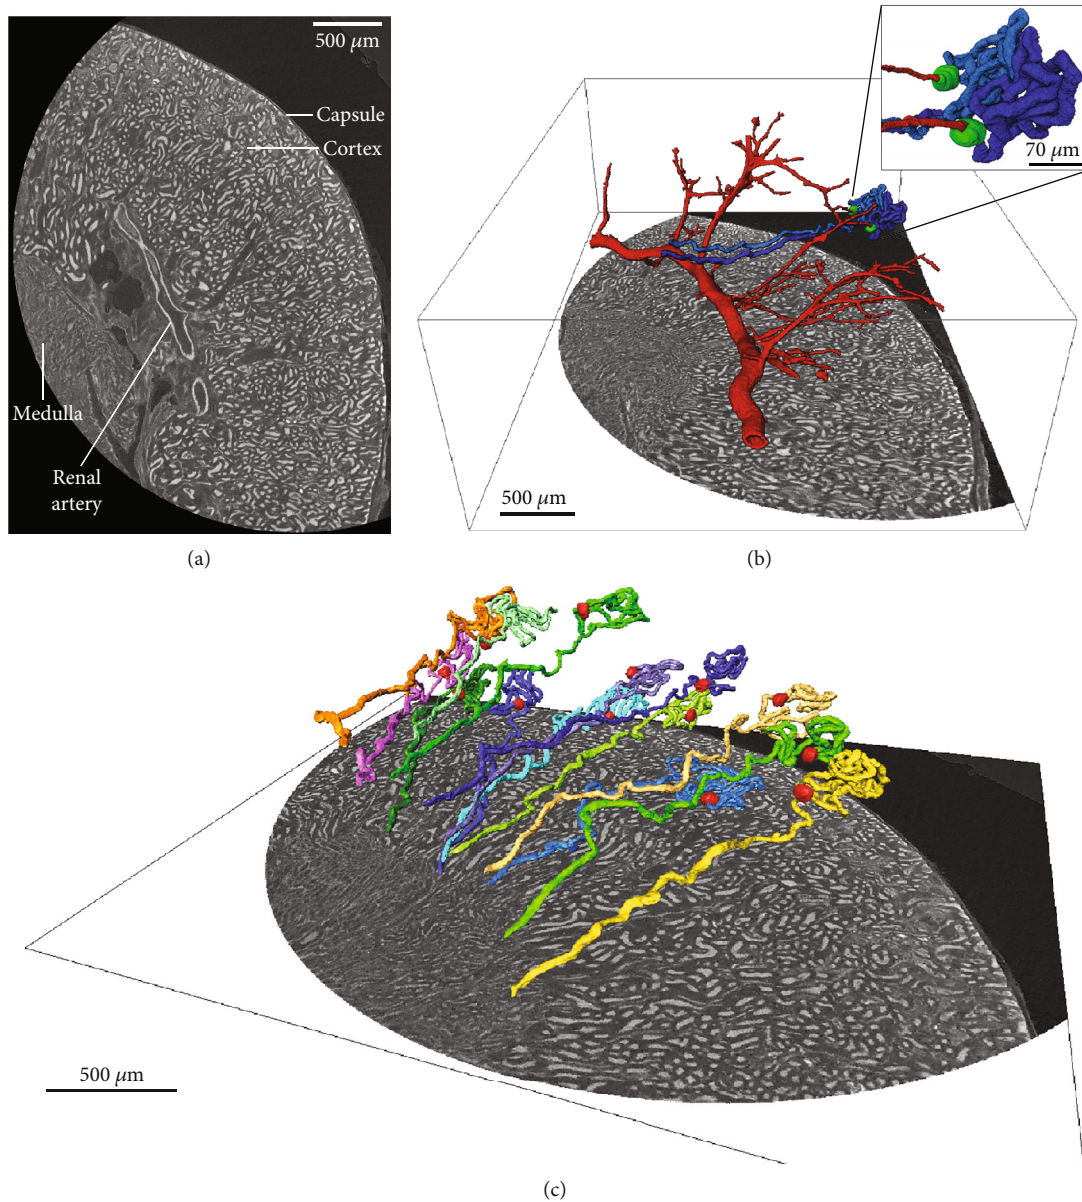 500 μm
Capsule
Cortex
Medulla
Renal
artery
(a)
70 μm
500 μm
(b)
500 μm
(c)